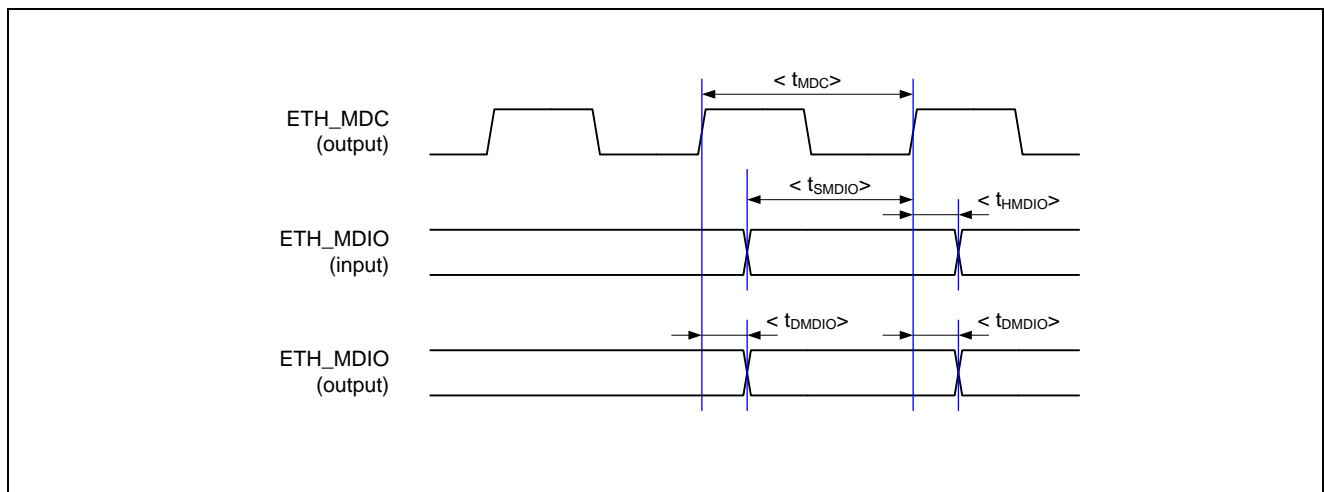 < tMDC>
ETH_MDC
(output)
< tSMDIO>
< tHMDIO>
ETH_MDIO
(input)
< tDMDIO>
< tDMDIO>
ETH_MDIO
(output)